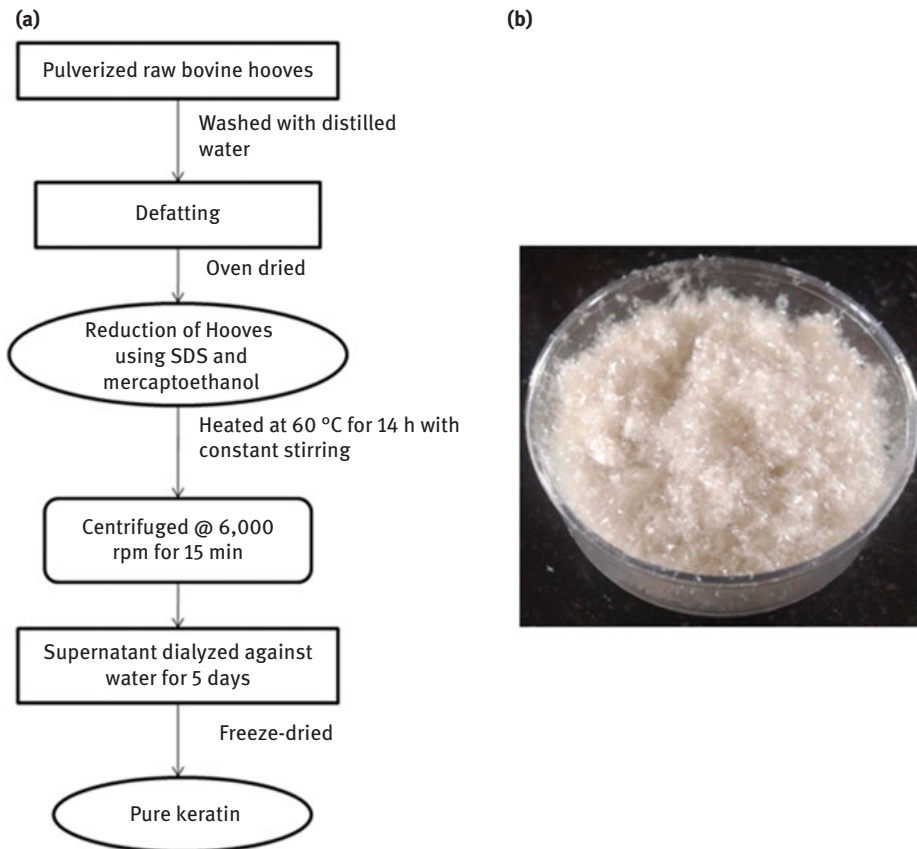 (a)
Pulverized raw bovine hooves
Washed with distilled
water
Defatting
Oven dried
Reduction of Hooves
using SDS and
mercaptoethanol
Heated at 60 °C for 14 h with
constant stirring
Centrifuged @ 6,000
rpm for 15 min
Supernatant dialyzed against
water for 5 days
Freeze-dried
Pure keratin
(b)